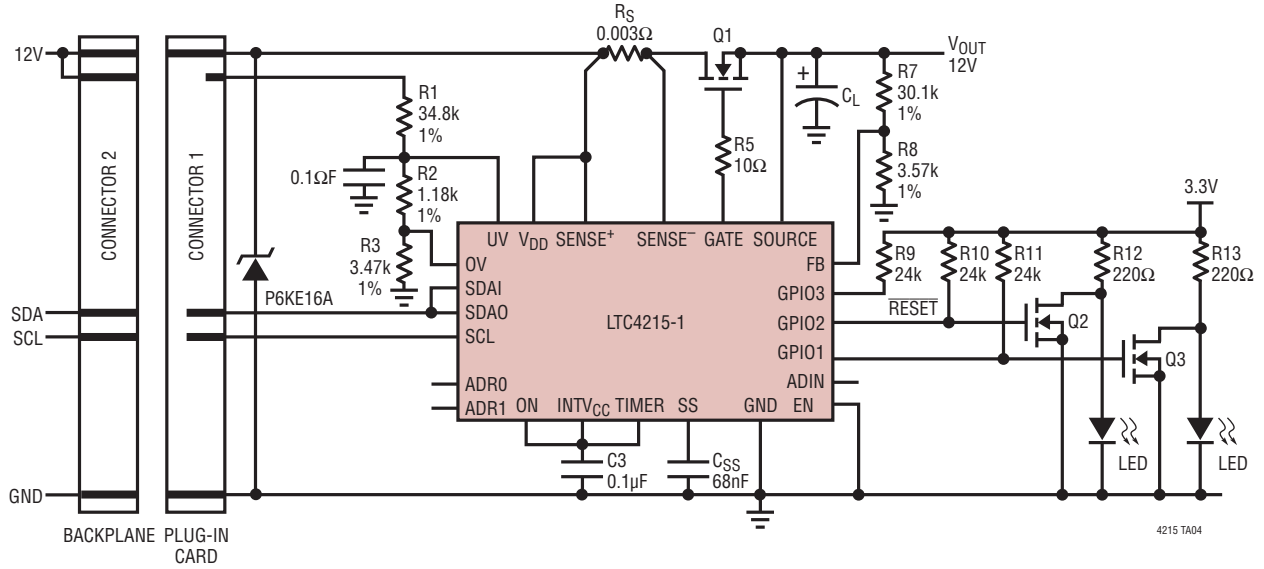 RS
0.003Ω
Q1
12V
VOUT
12V
R1
34.8k
1%
+
CL
R7
30.1k
1%
CONNECTOR 2
CONNECTOR 1
R5
10Ω
R8
3.57k
1%
0.1ΩF
R2
1.18k
1%
3.3V
UV
VDD
SENSE+
SENSE–
GATE
SOURCE
R3
3.47k
1%
OV
FB
R9
24k
R10
24k
R11
24k
R12
220Ω
R13
220Ω
P6KE16A
SDAI
GPIO3
SDA
SDAO
LTC4215-1
GPIO2
RESET
Q2
SCL
SCL
GPIO1
Q3
ADR0
ADIN
ADR1
ON
INTVCC
TIMER
SS
GND
EN
C3
0.1µF
CSS
68nF
LED
LED
GND
BACKPLANE
PLUG-IN
CARD
4215 TA04